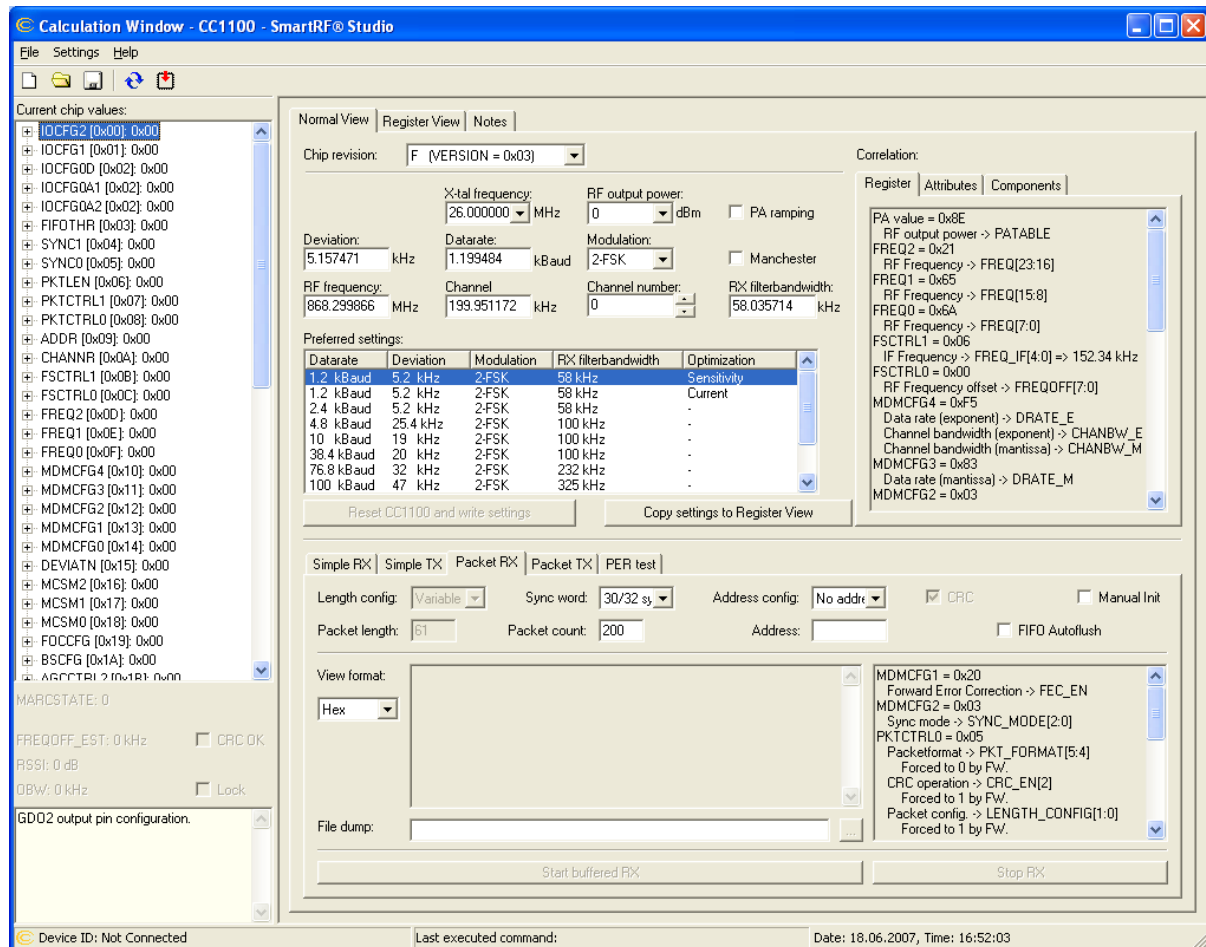 Calculation Window - CC1100 - SmartRF® Studio
File Settings Help
Current chip values:
IOCFG2 [0x00]: 0x00
IOCFG1 [0x01]: 0x00
IOCFG0D [0x02]: 0x00
IOCFG0A1 [0x02]: 0x00
IOCFG0A2 [0x02]: 0x00
FIFOTHR [0x03]: 0x00
SYNC1 [0x04]: 0x00
SYNC0 [0x05]: 0x00
PKTLEN [0x06]: 0x00
PKTCTRL1 [0x07]: 0x00
PKTCTRL0 [0x08]: 0x00
ADDR [0x09]: 0x00
CHANNR [0x0A]: 0x00
FSCTRL1 [0x0B]: 0x00
FSCTRL0 [0x0C]: 0x00
FREQ2 [0x0D]: 0x00
FREQ1 [0x0E]: 0x00
FREQ0 [0x0F]: 0x00
MDMCFG4 [0x10]: 0x00
MDMCFG3 [0x11]: 0x00
MDMCFG2 [0x12]: 0x00
MDMCFG1 [0x13]: 0x00
MDMCFG0 [0x14]: 0x00
DEVIATN [0x15]: 0x00
MCSM2 [0x16]: 0x00
MCSM1 [0x17]: 0x00
MCSM0 [0x18]: 0x00
FOCCFG [0x19]: 0x00
BSCFG [0x1A]: 0x00
AGCCTRL2 [0x1B]: 0x00
MARCSTATE: 0
FREQOFF_EST: 0 kHz CRC OK
RSSI: 0 dB
OBW: 0 kHz Lock
GDO2 output pin configuration.
Normal View Register View Notes
Chip revision: F (VERSION = 0x03)
X-tal frequency: RF output power:
26.000000 MHz 0 dBm PA ramping
Deviation: Datarate: Modulation:
5.157471 kHz 1.199484 kBaud 2-FSK Manchester
RF frequency: Channel Channel number: RX filterbandwidth:
868.299866 MHz 199.951172 kHz 0 58.035714 kHz
Preferred settings:
Datarate Deviation Modulation RX filterbandwidth Optimization
1.2 kBaud 5.2 kHz 2-FSK 58 kHz Sensitivity
1.2 kBaud 5.2 kHz 2-FSK 58 kHz Current
2.4 kBaud 5.2 kHz 2-FSK 58 kHz -
4.8 kBaud 25.4 kHz 2-FSK 100 kHz -
10 kBaud 19 kHz 2-FSK 100 kHz -
38.4 kBaud 20 kHz 2-FSK 100 kHz -
76.8 kBaud 32 kHz 2-FSK 232 kHz -
100 kBaud 47 kHz 2-FSK 325 kHz -
Reset CC1100 and write settings Copy settings to Register View
Correlation:
Register Attributes Components
PA value = 0x8E
RF output power -> PATABLE
FREQ2 = 0x21
RF Frequency -> FREQ[23:16]
FREQ1 = 0x65
RF Frequency -> FREQ[15:8]
FREQ0 = 0x6A
RF Frequency -> FREQ[7:0]
FSCTRL1 = 0x06
IF Frequency -> FREQ_IF[4:0] => 152.34 kHz
FSCTRL0 = 0x00
RF Frequency offset -> FREQOFF[7:0]
MDMCFG4 = 0xF5
Data rate (exponent) -> DRATE_E
Channel bandwidth (exponent) -> CHANBW_E
Channel bandwidth (mantissa) -> CHANBW_M
MDMCFG3 = 0x83
Data rate (mantissa) -> DRATE_M
MDMCFG2 = 0x03
Simple RX Simple TX Packet RX Packet TX PER test
Length config: Variable Sync word: 30/32 sy Address config: No addre CRC Manual Init
Packet length: 61 Packet count: 200 Address: FIFO Autoflush
View format:
Hex
File dump: ...
MDMCFG1 = 0x20
Forward Error Correction -> FEC_EN
MDMCFG2 = 0x03
Sync mode -> SYNC_MODE[2:0]
PKTCTRL0 = 0x05
Packetformat -> PKT_FORMAT[5:4]
Forced to 0 by FW.
CRC operation -> CRC_EN[2]
Forced to 1 by FW.
Packet config. -> LENGTH_CONFIG[1:0]
Forced to 1 by FW.
Start buffered RX Stop RX
Device ID: Not Connected Last executed command: Date: 18.06.2007, Time: 16:52:03